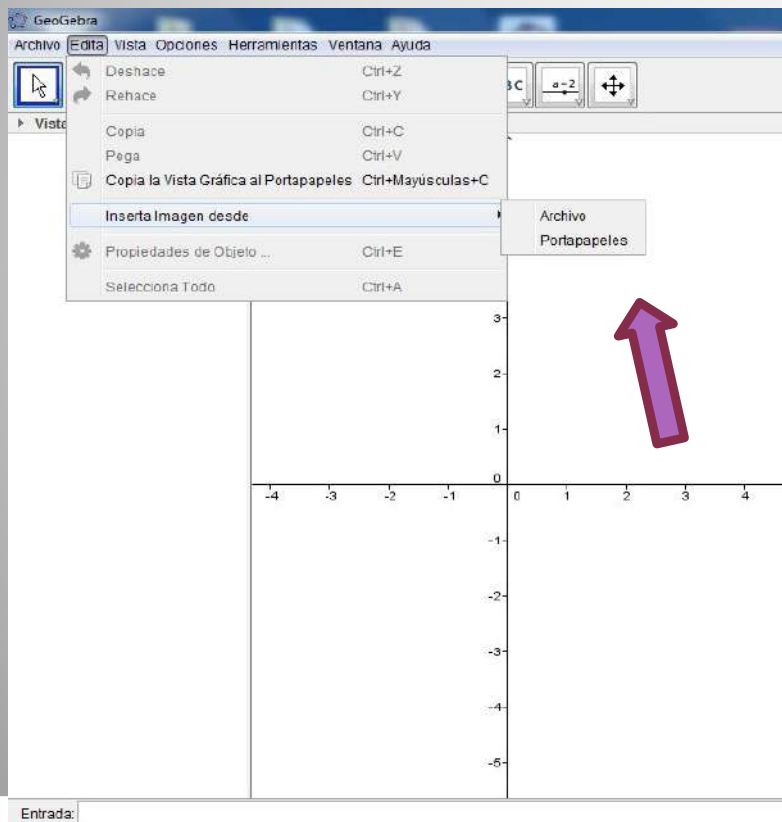 GeoGebra
Archivo Edita Vista Opciones Herramientas Ventana Ayuda
BC a=2
Vista
Deshace Ctrl+Z
Rehace Ctrl+Y
Copia Ctrl+C
Pega Ctrl+V
Copia la Vista Gráfica al Portapapeles Ctrl+Mayúsculas+C
Inserta Imagen desde
Archivo
Portapapeles
Propiedades de Objeto ... Ctrl+E
Selecciona Todo Ctrl+A
3
2
1
0
-4 -3 -2 -1 0 1 2 3 4
-1
-2
-3
-4
-5
Entrada: